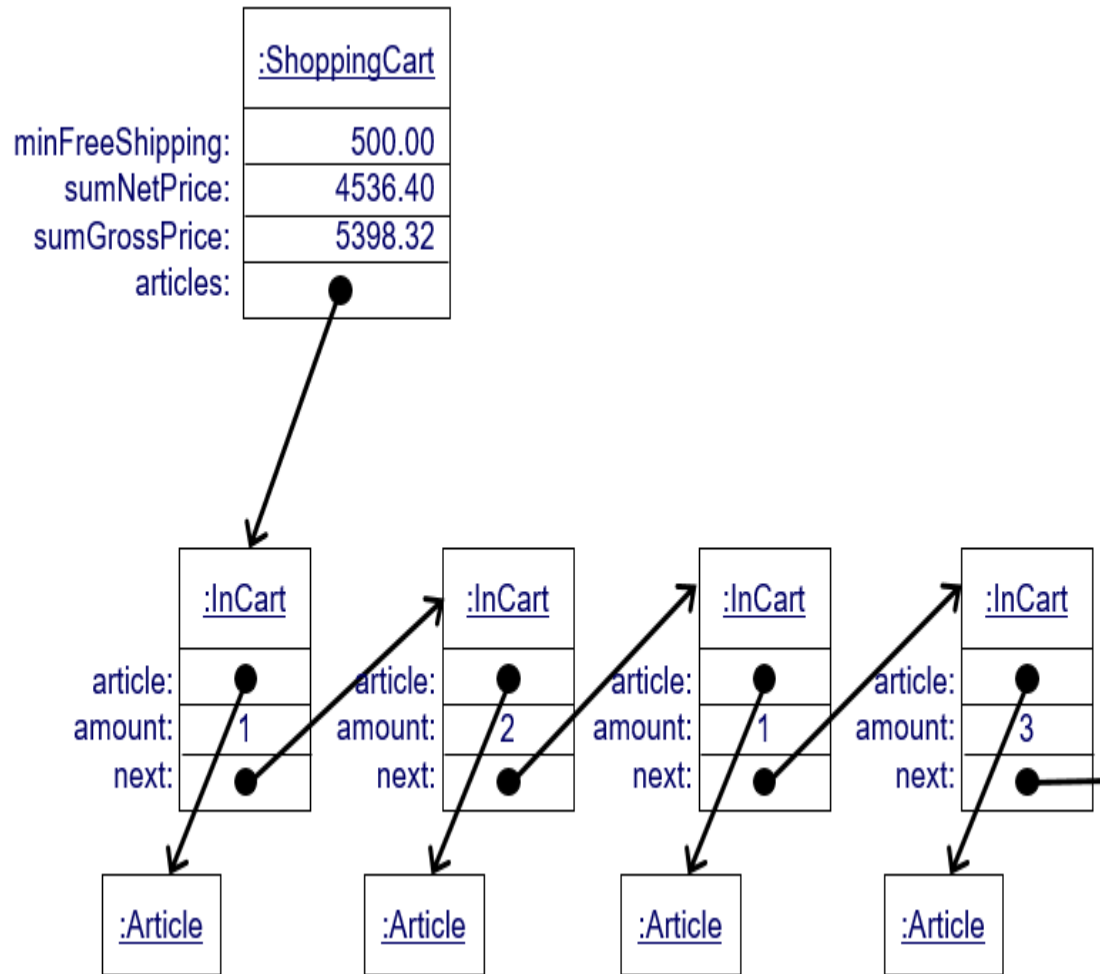 :ShoppingCart
minFreeShipping: 500.00
sumNetPrice: 4536.40
sumGrossPrice: 5398.32
articles:
:InCart :InCart :InCart :InCart
article: article: article: article:
amount: 1 amount: 2 amount: 1 amount: 3
next: next: next: next:
:Article :Article :Article :Article